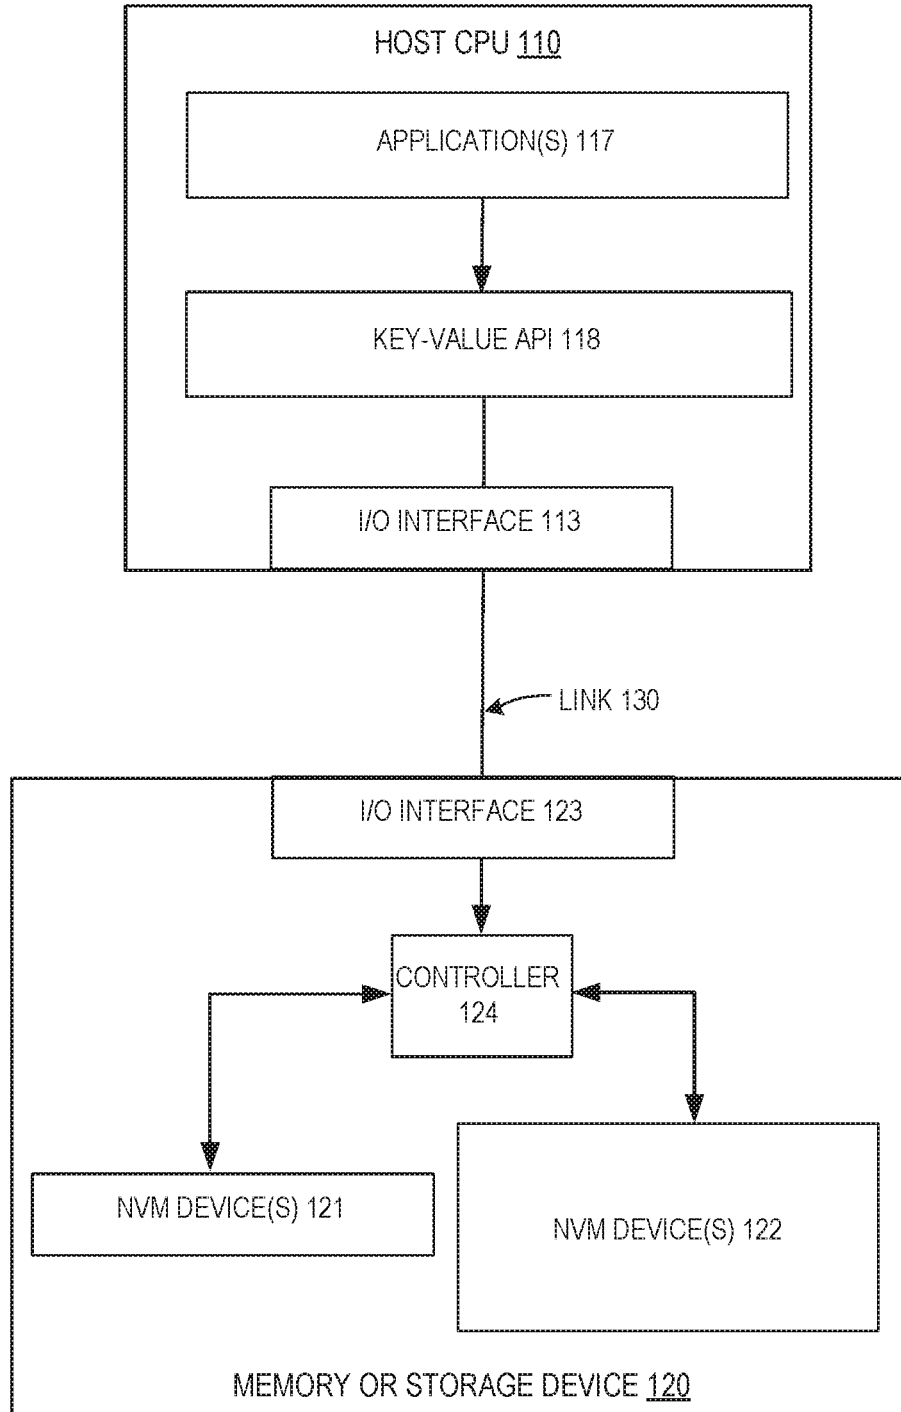 HOST CPU 110
APPLICATION(S) 117
KEY-VALUE API 118
I/O INTERFACE 113
LINK 130
I/O INTERFACE 123
CONTROLLER
124
NVM DEVICE(S) 121
NVM DEVICE(S) 122
MEMORY OR STORAGE DEVICE 120